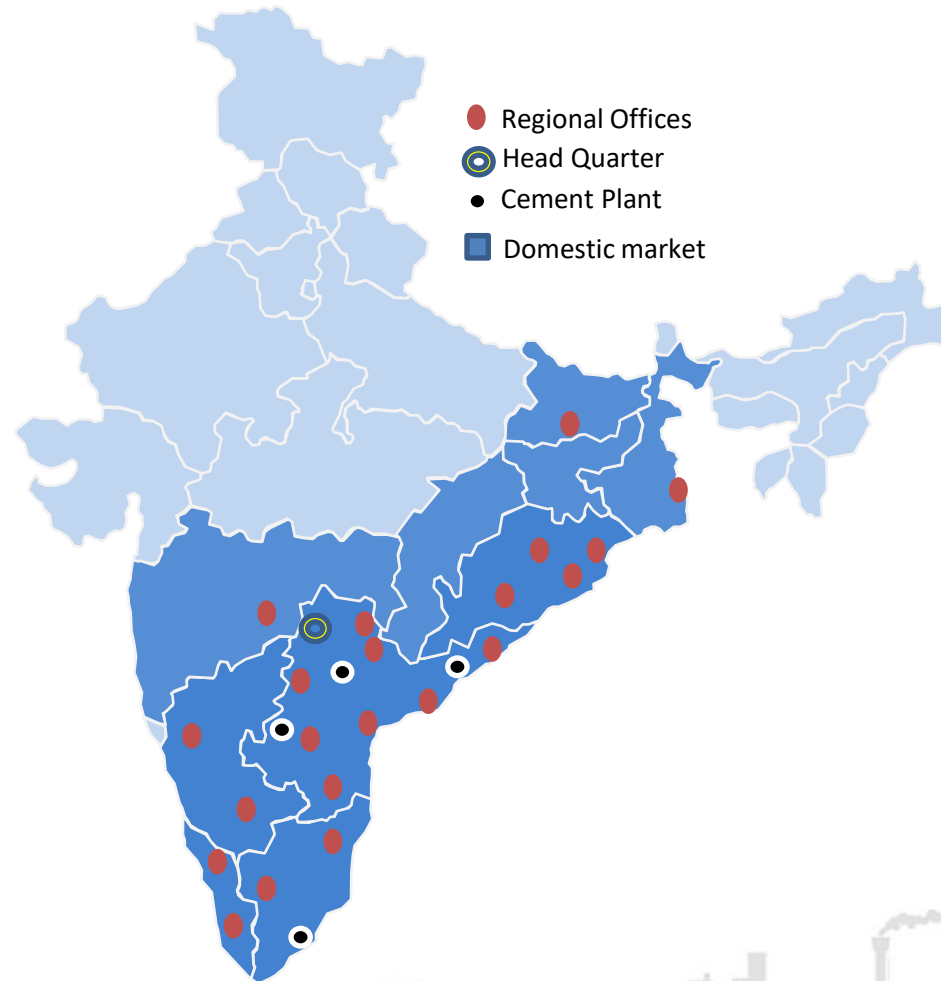 Regional Offices
Head Quarter
Cement Plant
Domestic market